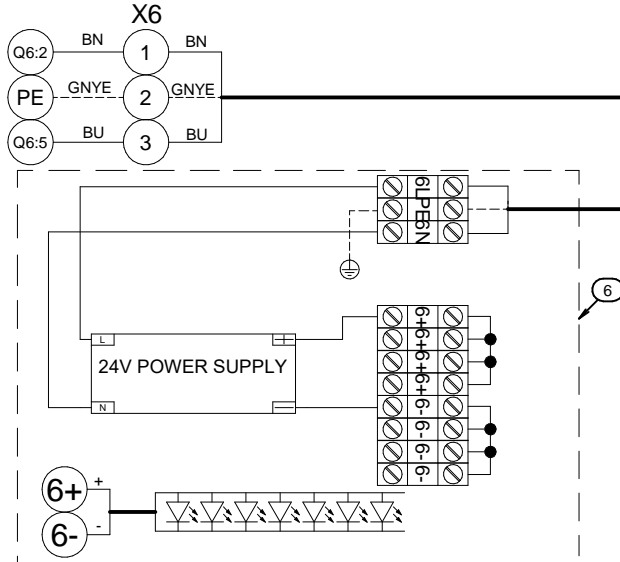 X6
Q6:2 BN 1 BN
PE GNYE 2 GNYE
Q6:5 BU 3 BU
6L
PE
6N
6
L +
24V POWER SUPPLY
N —
6+
6+
6+
6+
6-
6-
6-
6-
6+ +
6- -